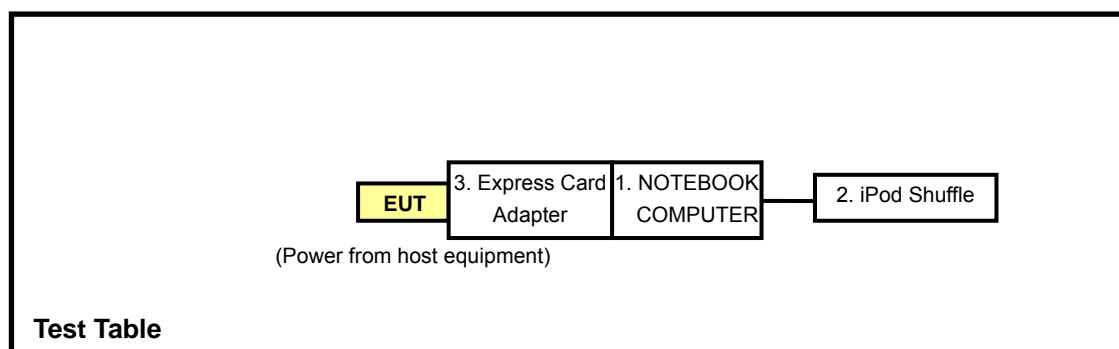 EUT
3. Express Card
Adapter
1. NOTEBOOK
COMPUTER
2. iPod Shuffle
(Power from host equipment)
Test Table